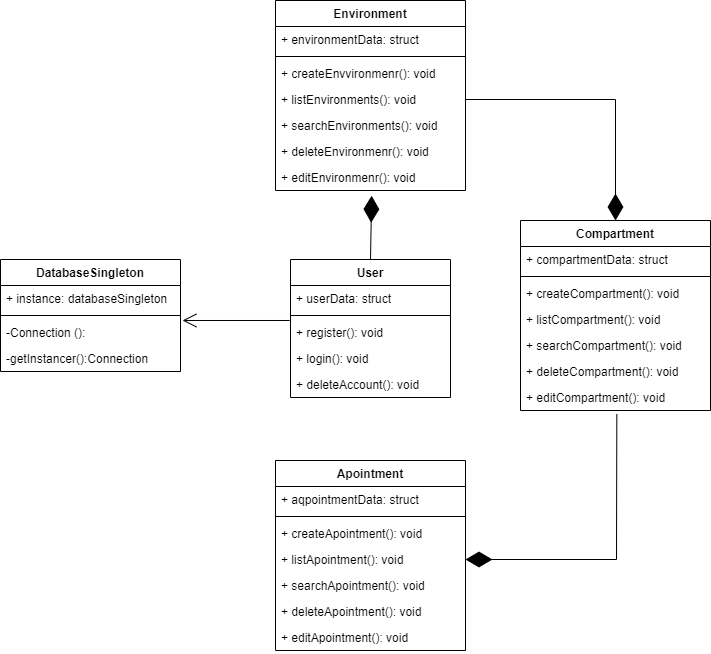 Environment
+ environmentData: struct
+ createEnvvironmenr(): void
+ listEnvironments(): void
+ searchEnvironments(): void
+ deleteEnvironmenr(): void
+ editEnvironmenr(): void
Compartment
+ compartmentData: struct
+ createCompartment(): void
+ listCompartment(): void
+ searchCompartment(): void
+ deleteCompartment(): void
+ editCompartment(): void
DatabaseSingleton
+ instance: databaseSingleton
-Connection ():
-getInstancer():Connection
User
+ userData: struct
+ register(): void
+ login(): void
+ deleteAccount(): void
Apointment
+ aqpointmentData: struct
+ createApointment(): void
+ listApointment(): void
+ searchApointment(): void
+ deleteApointment(): void
+ editApointment(): void